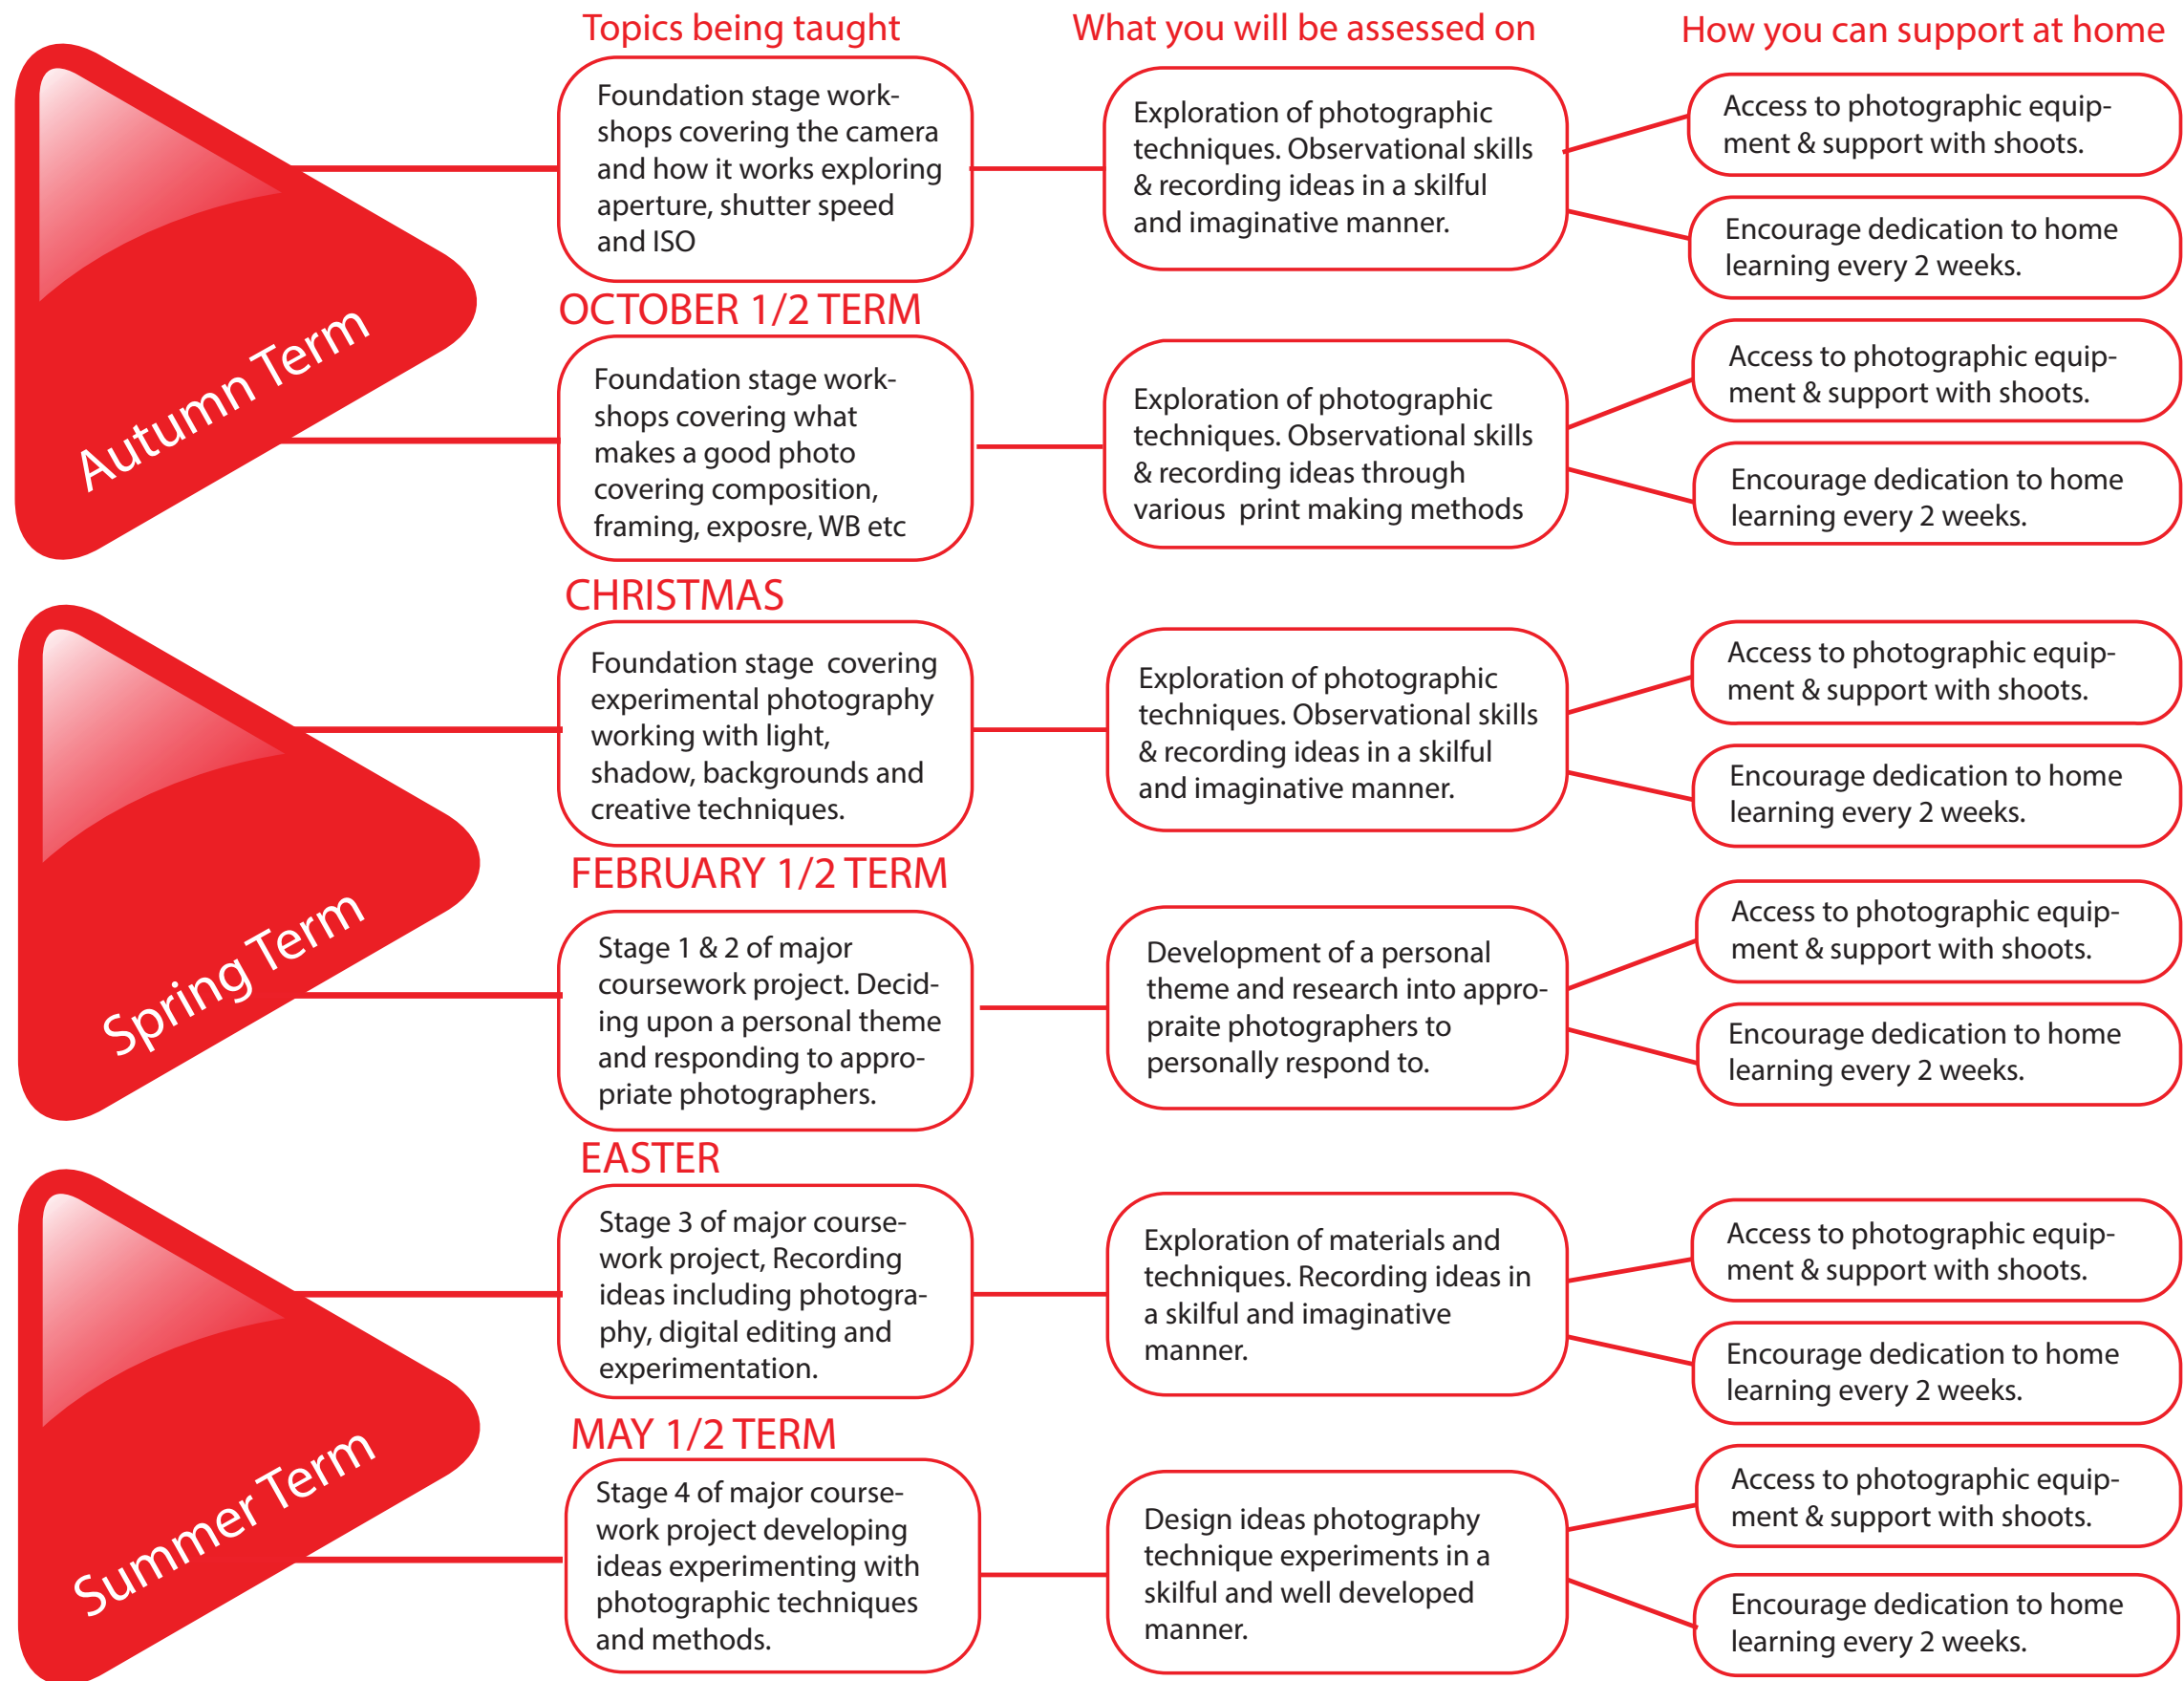 Topics being taught
What you will be assessed on
How you can support at home
Autumn Term
Foundation stage work-
shops covering the camera
and how it works exploring
aperture, shutter speed
and ISO
Exploration of photographic
techniques. Observational skills
& recording ideas in a skilful
and imaginative manner.
Access to photographic equip-
ment & support with shoots.
Encourage dedication to home
learning every 2 weeks.
OCTOBER 1/2 TERM
Foundation stage work-
shops covering what
makes a good photo
covering composition,
framing, exposre, WB etc
Exploration of photographic
techniques. Observational skills
& recording ideas through
various  print making methods
Access to photographic equip-
ment & support with shoots.
Encourage dedication to home
learning every 2 weeks.
CHRISTMAS
Spring Term
Foundation stage  covering
experimental photography
working with light,
shadow, backgrounds and
creative techniques.
Exploration of photographic
techniques. Observational skills
& recording ideas in a skilful
and imaginative manner.
Access to photographic equip-
ment & support with shoots.
Encourage dedication to home
learning every 2 weeks.
FEBRUARY 1/2 TERM
Stage 1 & 2 of major
coursework project. Decid-
ing upon a personal theme
and responding to appro-
priate photographers.
Development of a personal
theme and research into appro-
praite photographers to
personally respond to.
Access to photographic equip-
ment & support with shoots.
Encourage dedication to home
learning every 2 weeks.
EASTER
Summer Term
Stage 3 of major course-
work project, Recording
ideas including photogra-
phy, digital editing and
experimentation.
Exploration of materials and
techniques. Recording ideas in
a skilful and imaginative
manner.
Access to photographic equip-
ment & support with shoots.
Encourage dedication to home
learning every 2 weeks.
MAY 1/2 TERM
Stage 4 of major course-
work project developing
ideas experimenting with
photographic techniques
and methods.
Design ideas photography
technique experiments in a
skilful and well developed
manner.
Access to photographic equip-
ment & support with shoots.
Encourage dedication to home
learning every 2 weeks.